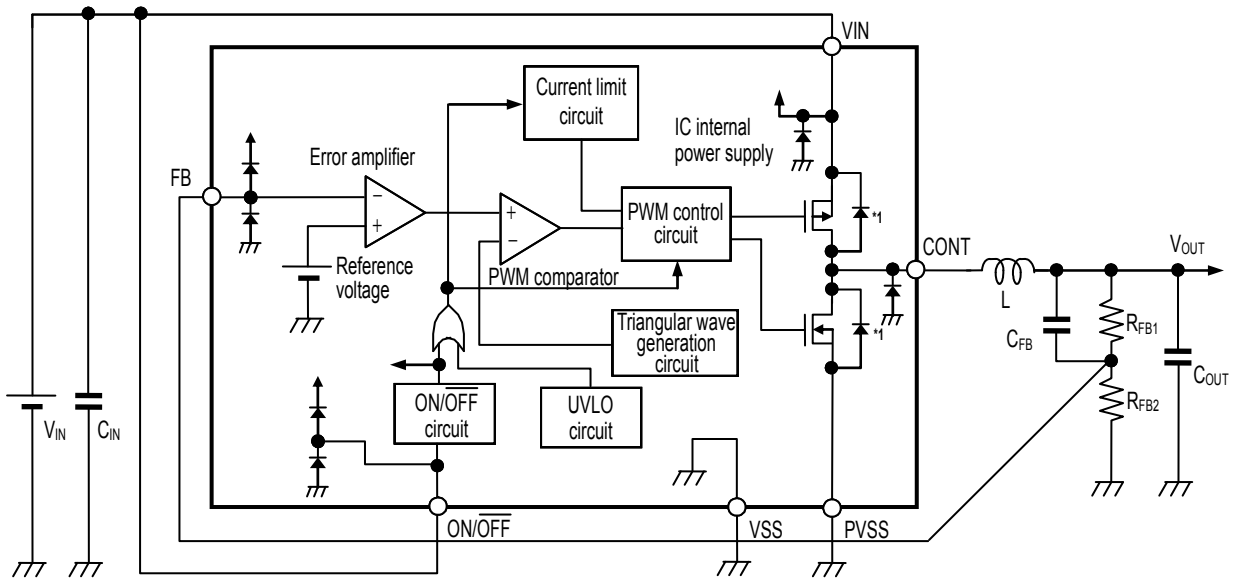 VIN
Current limit
circuit
IC internal
power supply
Error amplifier
FB
−
+
+
−
PWM control
circuit
*1
CONT
VOUT
Reference
voltage
PWM comparator
L
Triangular wave
generation
circuit
*1
CFB
RFB1
COUT
RFB2
ON/OFF
circuit
UVLO
circuit
VIN
CIN
ON/OFF
VSS
PVSS